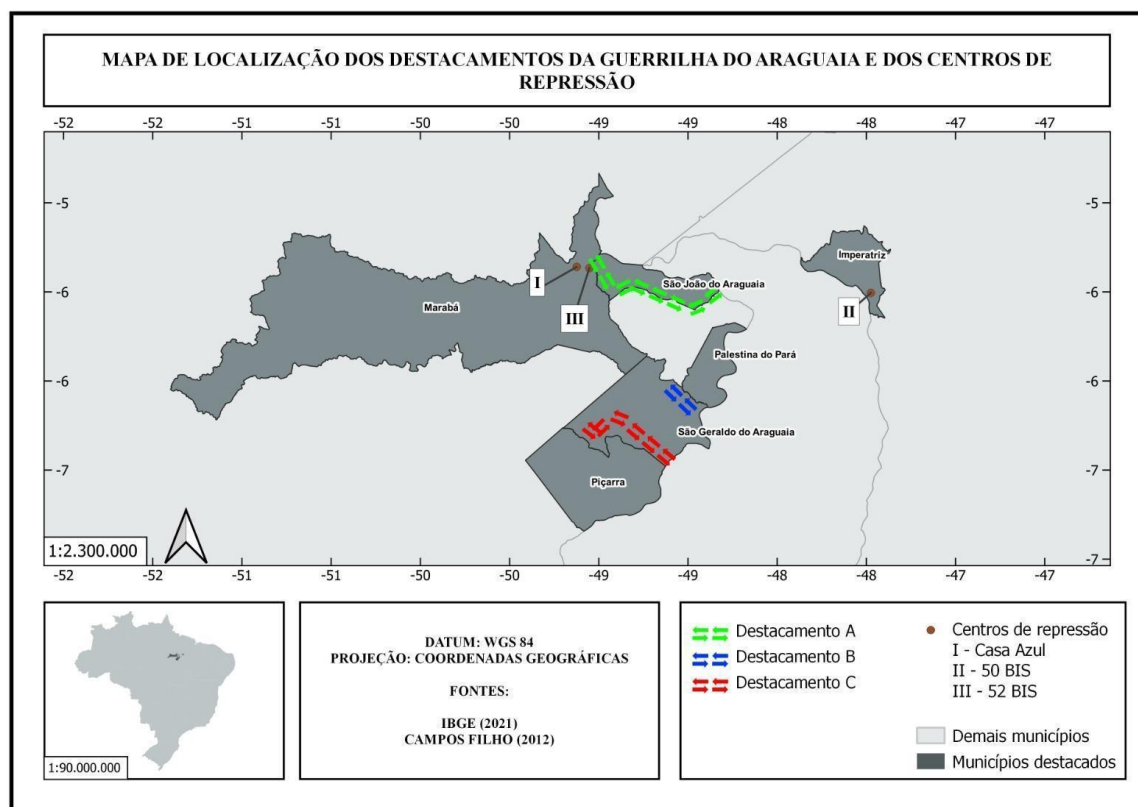 MAPA DE LOCALIZAÇÃO DOS DESTACAMENTOS DA GUERRILHA DO ARAGUAIA E DOS CENTROS DE
REPRESSÃO
-52 -52 -51 -51 -50 -50 -49 -49 -48 -48 -47 -47
-5 -5
Imperatriz
I
São João do Araguaia
-6 -6
Marabá
III
II
Palestina do Pará
-6 -6
São Geraldo do Araguaia
-7 -7
Piçarra
1:2.300.000
-7
-52 -52 -51 -51 -50 -50 -49 -49 -48 -48 -47 -47
1:90.000.000
DATUM: WGS 84
PROJEÇÃO: COORDENADAS GEOGRÁFICAS
FONTES:
IBGE (2021)
CAMPOS FILHO (2012)
Destacamento A
Destacamento B
Destacamento C
Centros de repressão
I - Casa Azul
II - 50 BIS
III - 52 BIS
Demais municípios
Municípios destacados